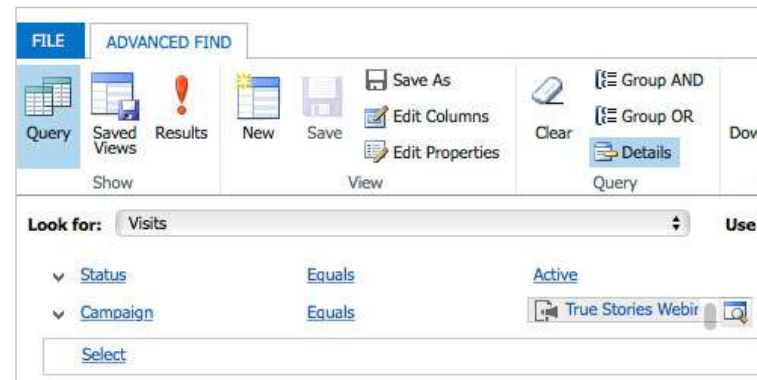 FILE ADVANCED FIND
Query Saved Views Results New Save Save As Edit Columns Edit Properties Clear Group AND Group OR Details
Show View Query
Look for: Visits Use
Status Equals Active
Campaign Equals True Stories
Select